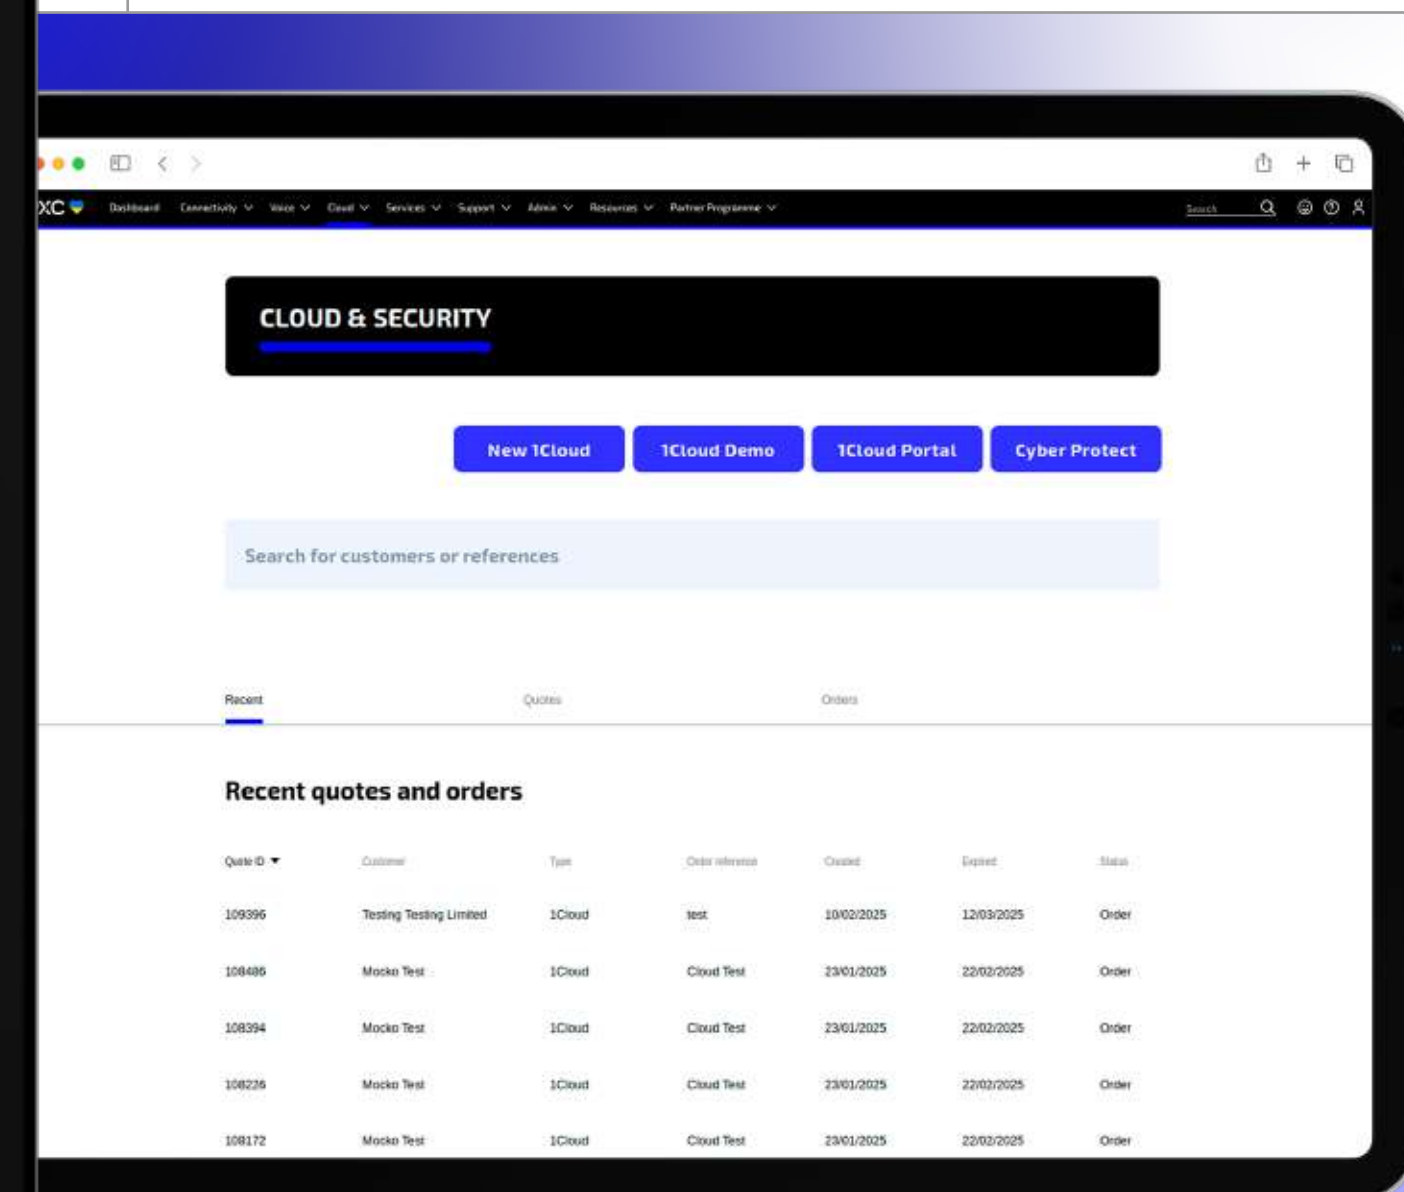 XC Dashboard Connectivity Voice Cloud Services Support Admin Resources Partner Programme Search
CLOUD & SECURITY
New 1Cloud 1Cloud Demo 1Cloud Portal Cyber Protect
Search for customers or references
Recent Quotes Orders
Recent quotes and orders
Quote ID Customer Type Order reference Created Expired Status
109396 Testing Testing Limited 1Cloud test 10/02/2025 12/03/2025 Order
108486 Mocko Test 1Cloud Cloud Test 23/01/2025 22/02/2025 Order
108394 Mocko Test 1Cloud Cloud Test 23/01/2025 22/02/2025 Order
108226 Mocko Test 1Cloud Cloud Test 23/01/2025 22/02/2025 Order
108172 Mocko Test 1Cloud Cloud Test 23/01/2025 22/02/2025 Order